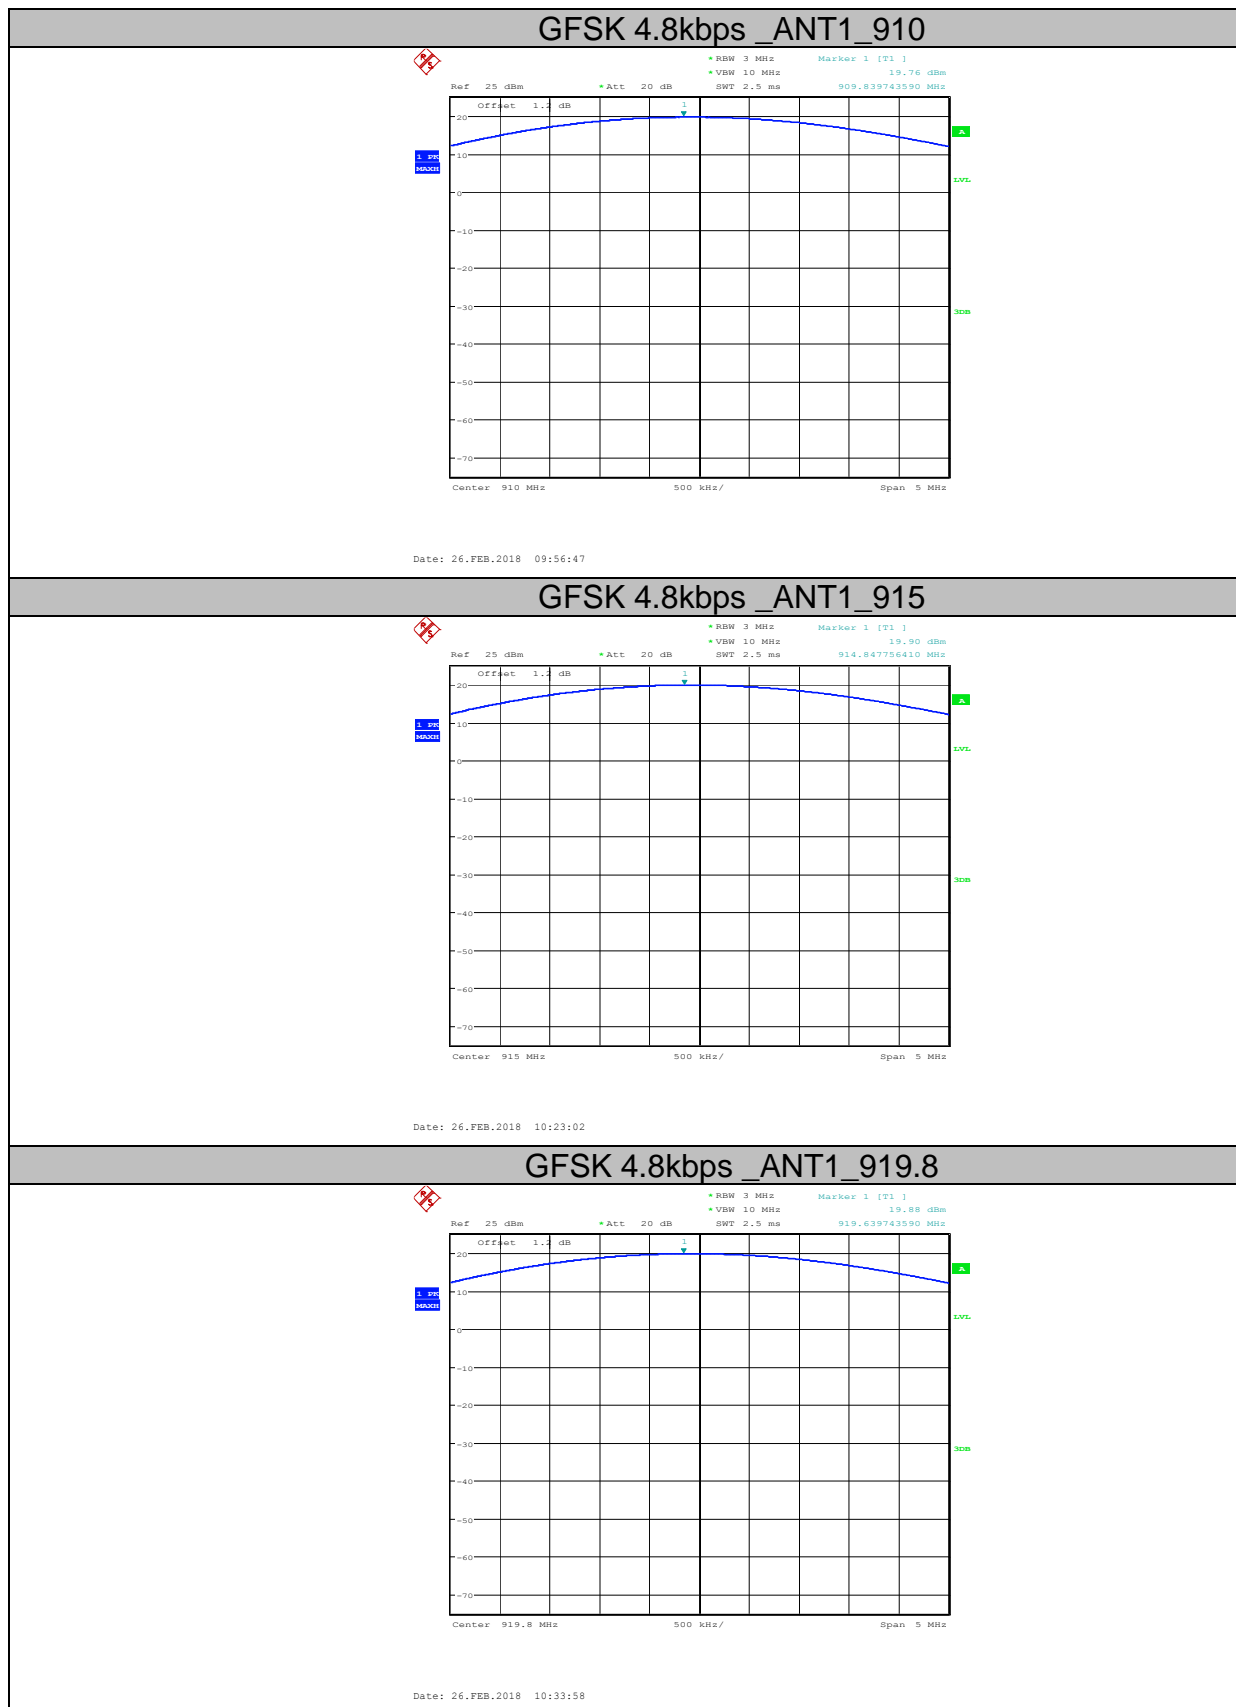 GFSK 4.8kbps _ANT1_910
R S
* RBW 3 MHz Marker 1 [T1 ]
* VBW 10 MHz 19.76 dBm
Ref 25 dBm * Att 20 dB SWT 2.5 ms 909.839743590 MHz
Offset 1.2 dB 1
20
A
1 PK
MAXH
10
LVL
0
-10
-20
-30
3DB
-40
-50
-60
-70
Center 910 MHz 500 kHz/ Span 5 MHz
Date: 26.FEB.2018 09:56:47
GFSK 4.8kbps _ANT1_915
R S
* RBW 3 MHz Marker 1 [T1 ]
* VBW 10 MHz 19.90 dBm
Ref 25 dBm * Att 20 dB SWT 2.5 ms 914.847756410 MHz
Offset 1.2 dB 1
20
A
1 PK
MAXH
10
LVL
0
-10
-20
-30
3DB
-40
-50
-60
-70
Center 915 MHz 500 kHz/ Span 5 MHz
Date: 26.FEB.2018 10:23:02
GFSK 4.8kbps _ANT1_919.8
R S
* RBW 3 MHz Marker 1 [T1 ]
* VBW 10 MHz 19.88 dBm
Ref 25 dBm * Att 20 dB SWT 2.5 ms 919.639743590 MHz
Offset 1.2 dB 1
20
A
1 PK
MAXH
10
LVL
0
-10
-20
-30
3DB
-40
-50
-60
-70
Center 919.8 MHz 500 kHz/ Span 5 MHz
Date: 26.FEB.2018 10:33:58